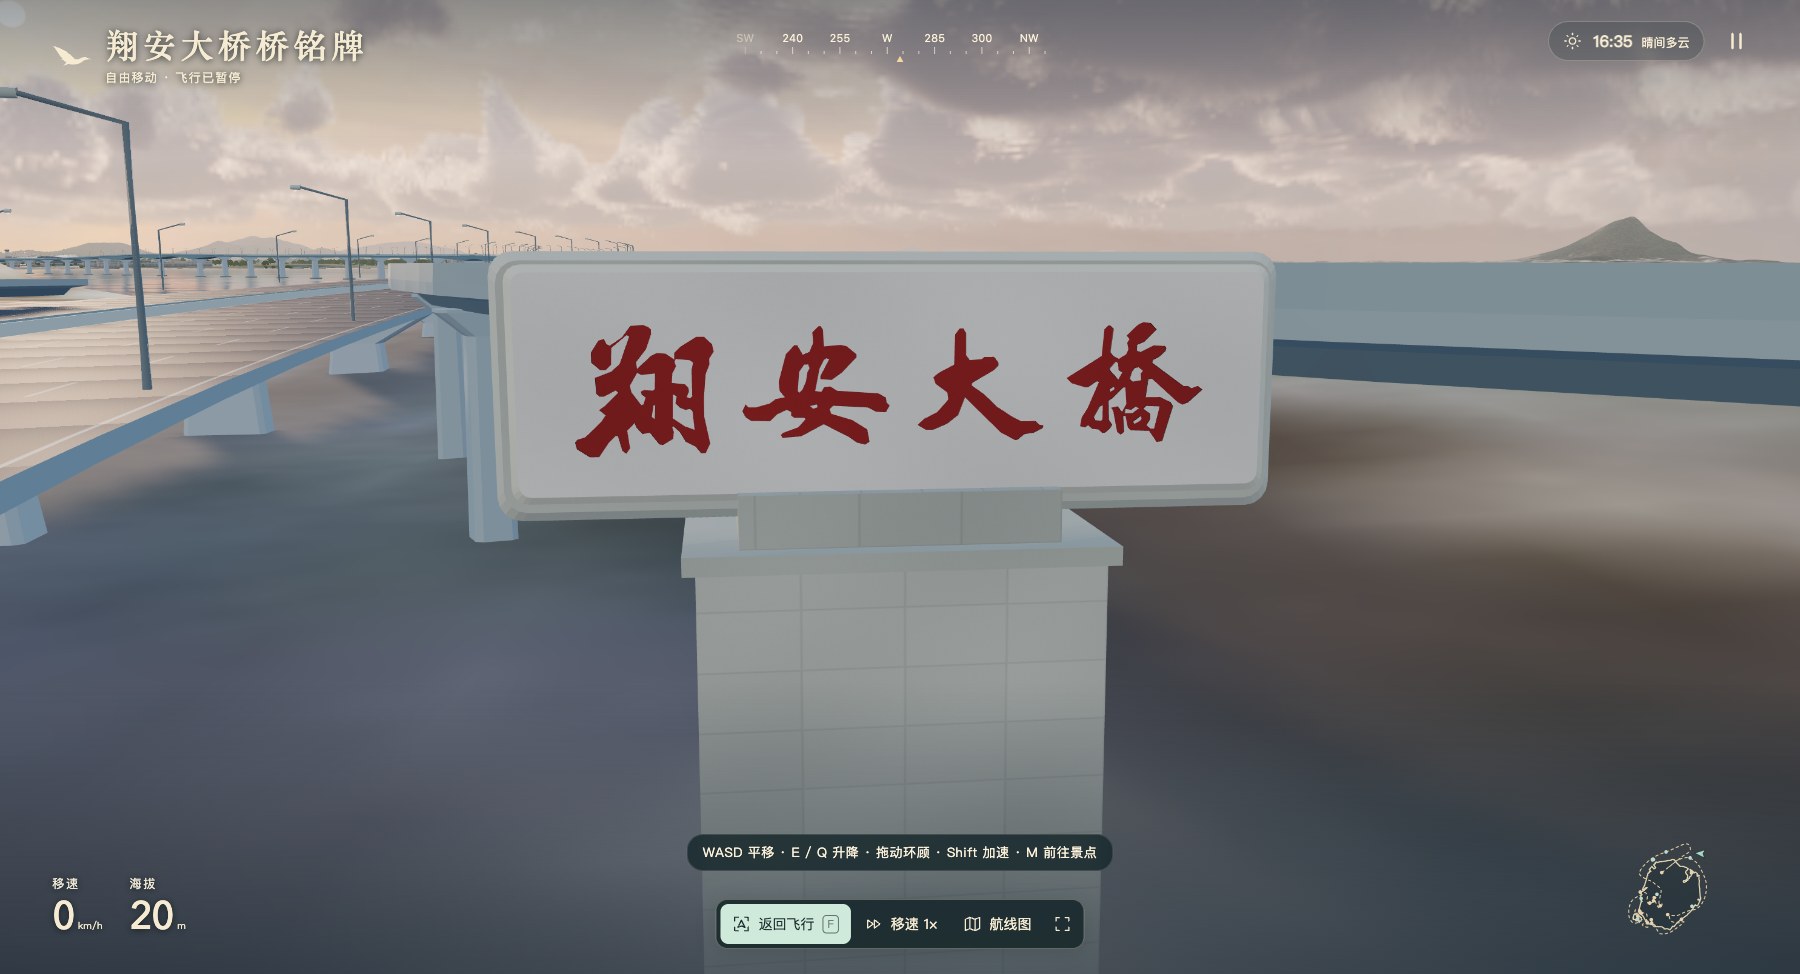 翔安大桥桥铭牌
自由移动 · 飞行已暂停
SW 240 255 W 285 300 NW
16:35 晴间多云
翔安大橋
WASD 平移 · E / Q 升降 · 拖动环顾 · Shift 加速 · M 前往景点
移速 海拔
0 km/h 20 m
返回飞行 F 移速 1x 航线图